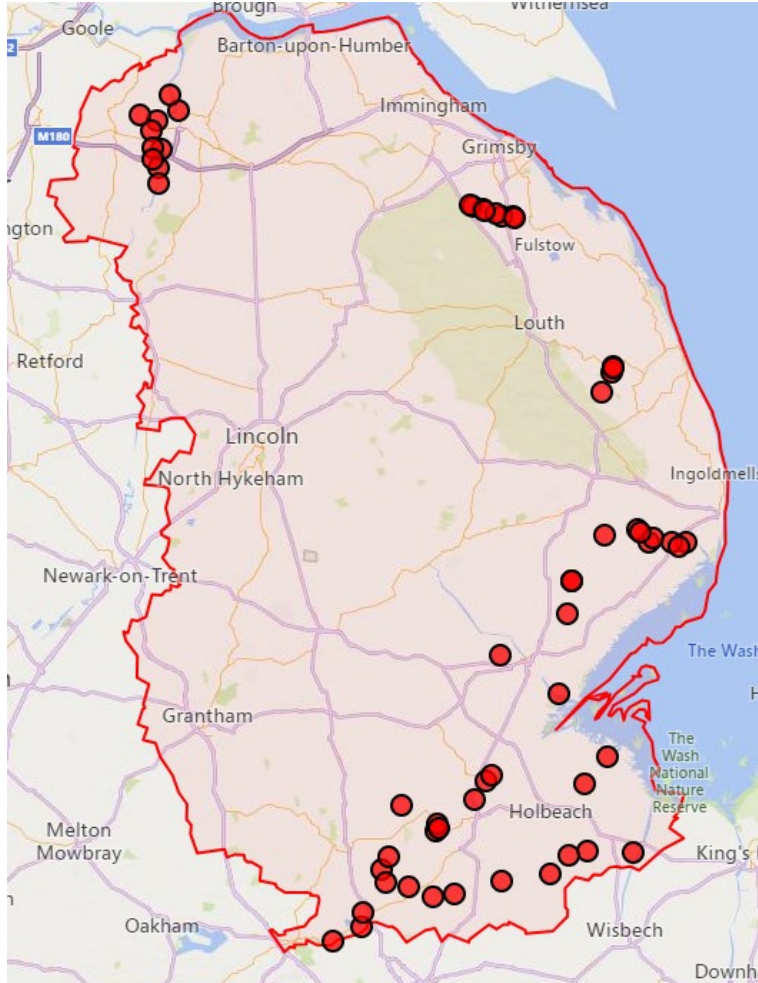 Brough
Withernsea
Goole
Barton-upon-Humber
2
Immingham
M180
Grimsby
ngton
Fulstow
Louth
Retford
Lincoln
Ingoldmells
North Hykeham
Newark-on-Trent
The Wash
H
Grantham
The
Wash
National
Nature
Reserve
Holbeach
Melton
Mowbray
King's
n
Oakham
Wisbech
Downh